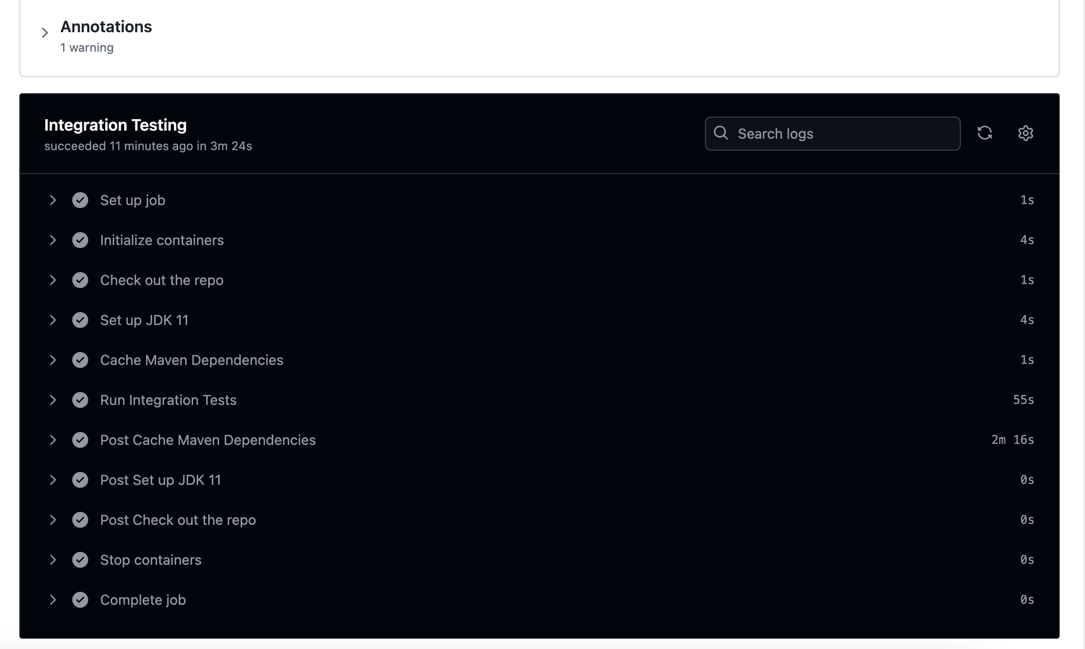 Annotations
1 warning
Integration Testing
succeeded 11 minutes ago in 3m 24s
Search logs
Set up job 1s
Initialize containers 4s
Check out the repo 1s
Set up JDK 11 4s
Cache Maven Dependencies 1s
Run Integration Tests 55s
Post Cache Maven Dependencies 2m 16s
Post Set up JDK 11 0s
Post Check out the repo 0s
Stop containers 0s
Complete job 0s